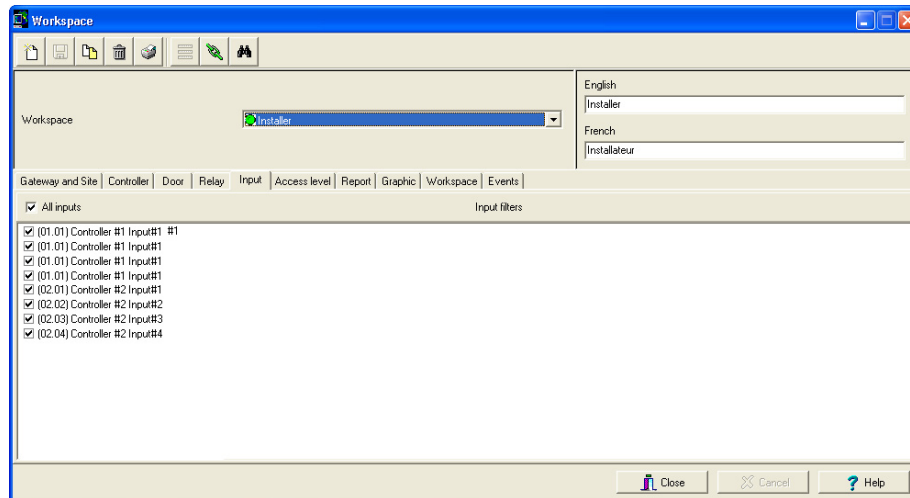 Workspace
English
Installer
Workspace
Installer
French
Installateur
Gateway and Site Controller Door Relay Input Access level Report Graphic Workspace Events
All inputs Input filters
(01.01) Controller #1 Input#1 #1
(01.01) Controller #1 Input#1
(01.01) Controller #1 Input#1
(01.01) Controller #1 Input#1
(02.01) Controller #2 Input#1
(02.02) Controller #2 Input#2
(02.03) Controller #2 Input#3
(02.04) Controller #2 Input#4
Close Cancel ? Help